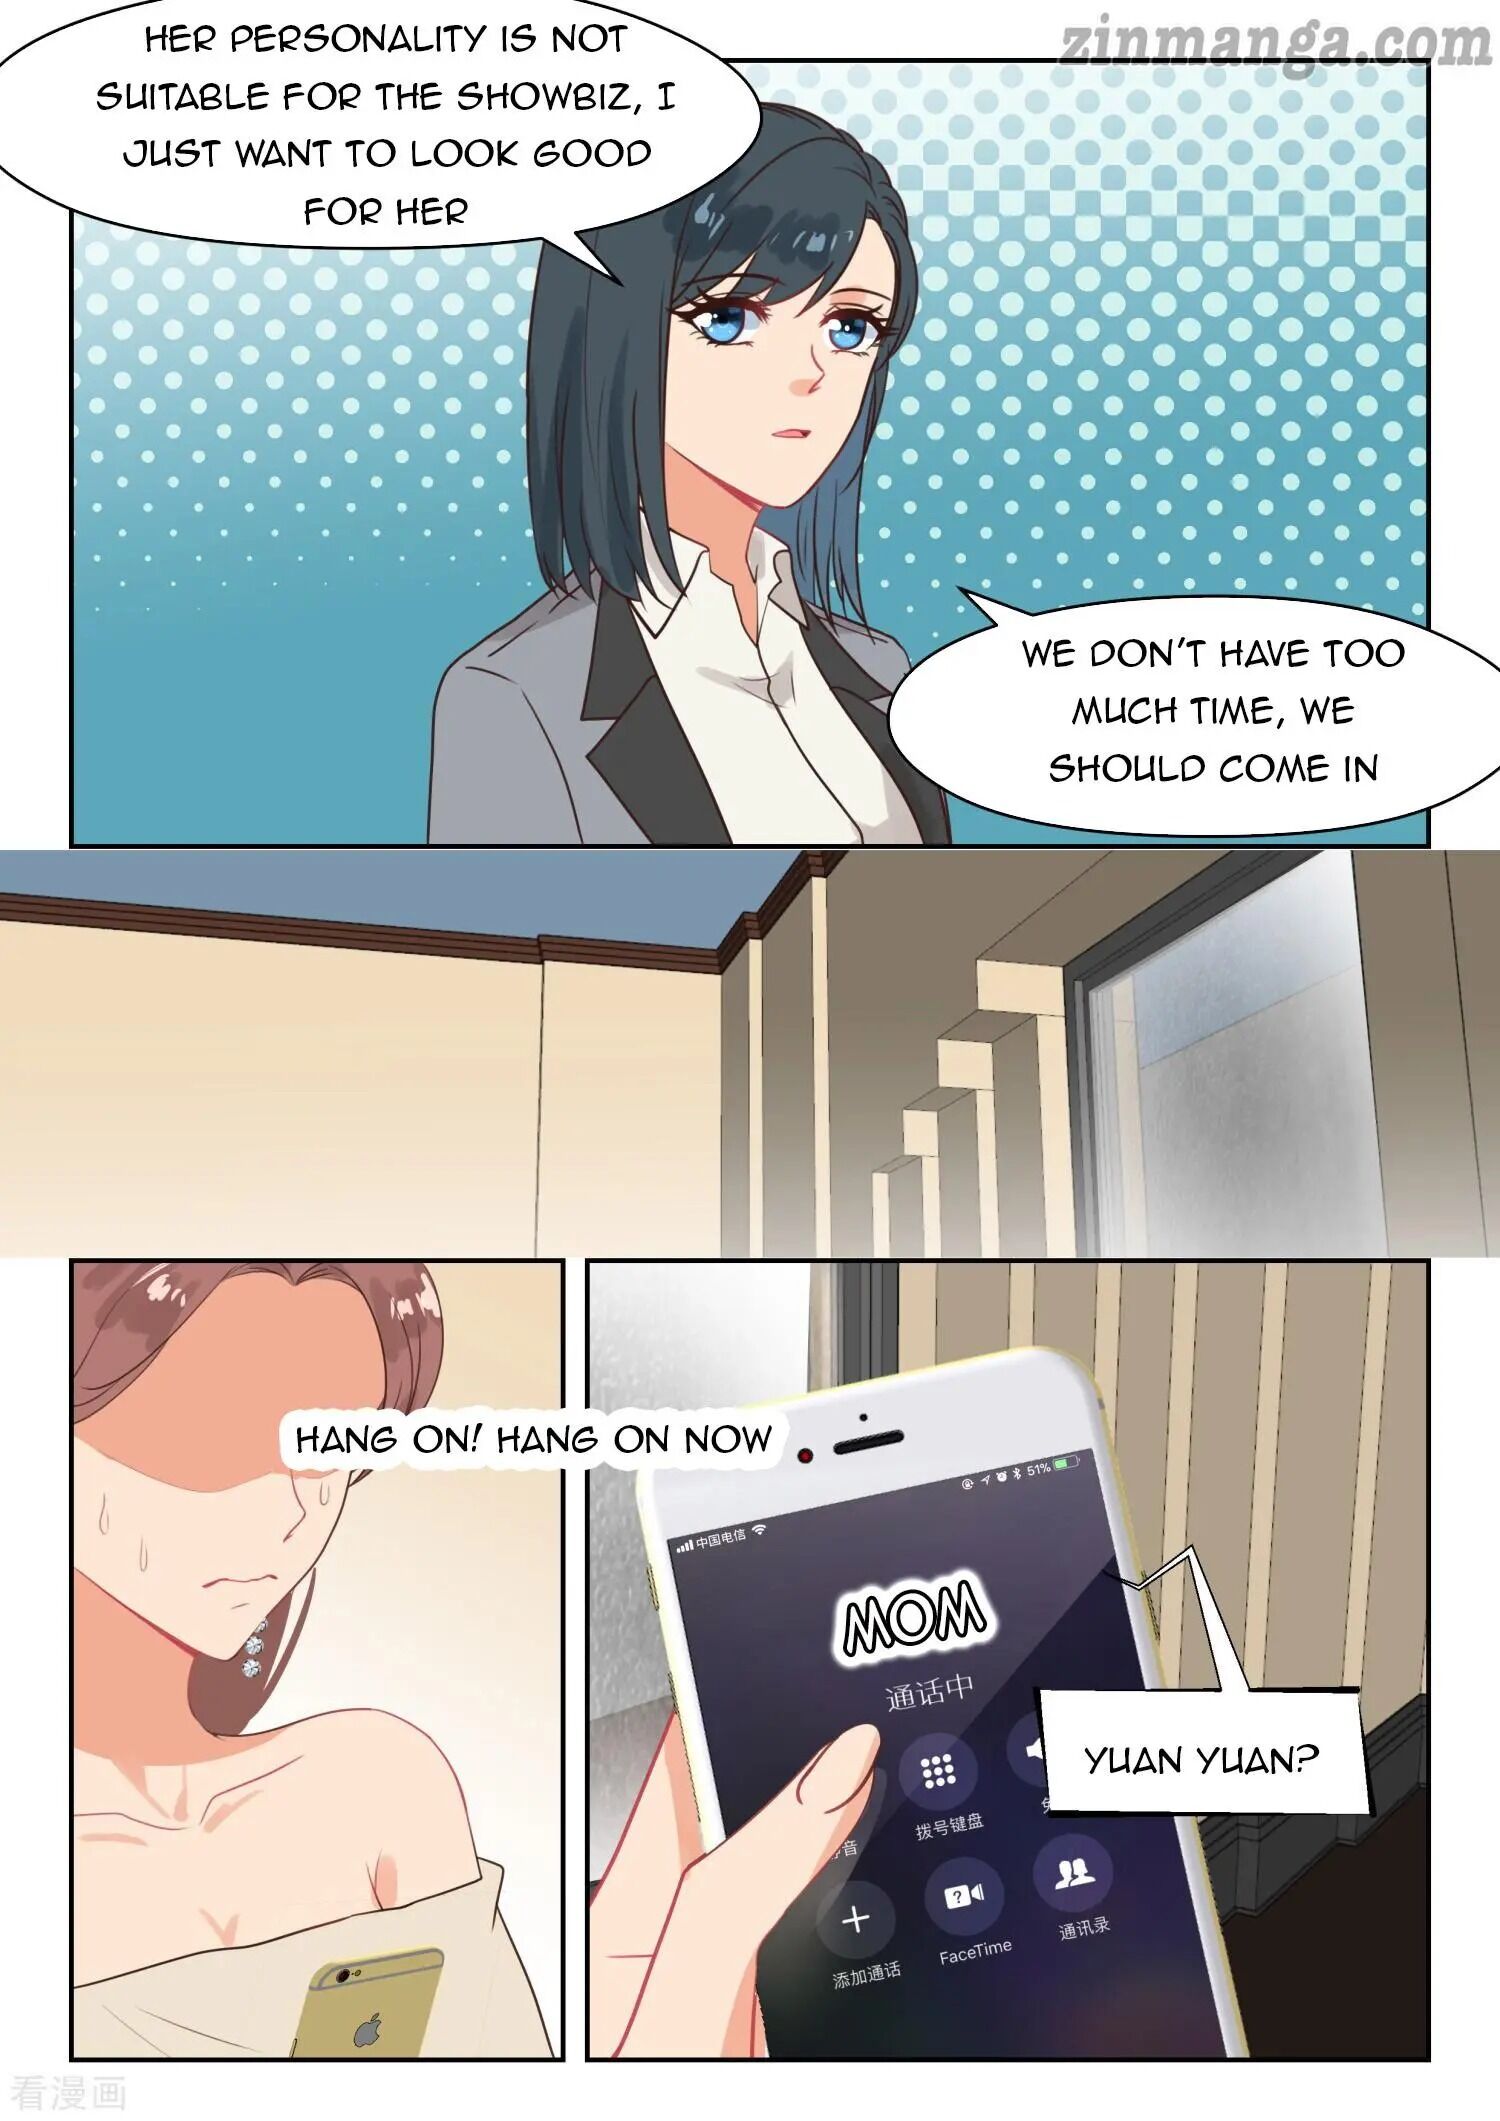 zinmanga.com
HER PERSONALITY IS NOT
SUITABLE FOR THE SHOWBIZ, I
JUST WANT TO LOOK GOOD
FOR HER
WE DON'T HAVE TOO
MUCH TIME, WE
SHOULD COME IN
HANG ON! HANG ON NOW
51%
中国电信
MOM
通话中
YUAN YUAN?
音
拨号键盘
添加通话
FaceTime
通讯录
看漫画